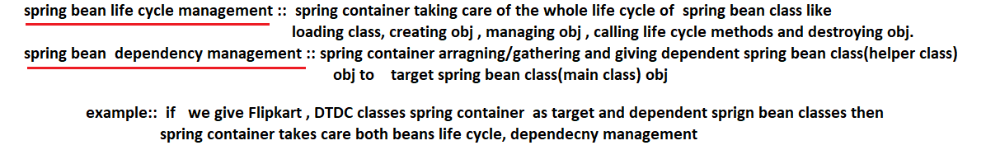 spring bean life cycle management :: spring container taking care of the whole life cycle of spring bean class like
loading class, creating obj , managing obj , calling life cycle methods and destroying obj.
spring bean dependency management :: spring container arragning/gathering and giving dependent spring bean class(helper class)
obj to target spring bean class(main class) obj
example:: if we give Flipkart , DTDC classes spring container as target and dependent sprign bean classes then
spring container takes care both beans life cycle, dependecny management